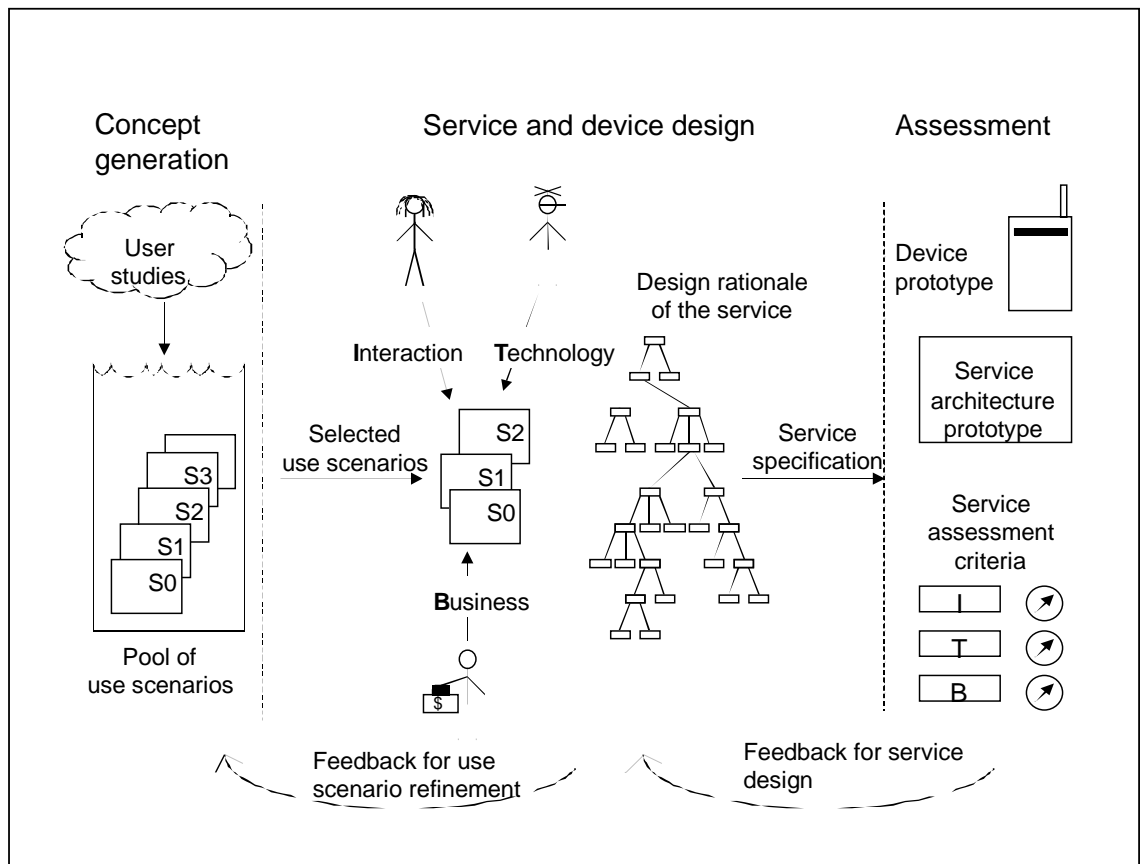 Concept
generation
Service and device design
Assessment
User
studies
S3
S2
S1
S0
Pool of
use scenarios
Selected
use scenarios
Interaction
Technology
S2
S1
S0
Business
$
Design rationale
of the service
Service
specification
Device
prototype
Service
architecture
prototype
Service
assessment
criteria
I
T
B
Feedback for use
scenario refinement
Feedback for service
design